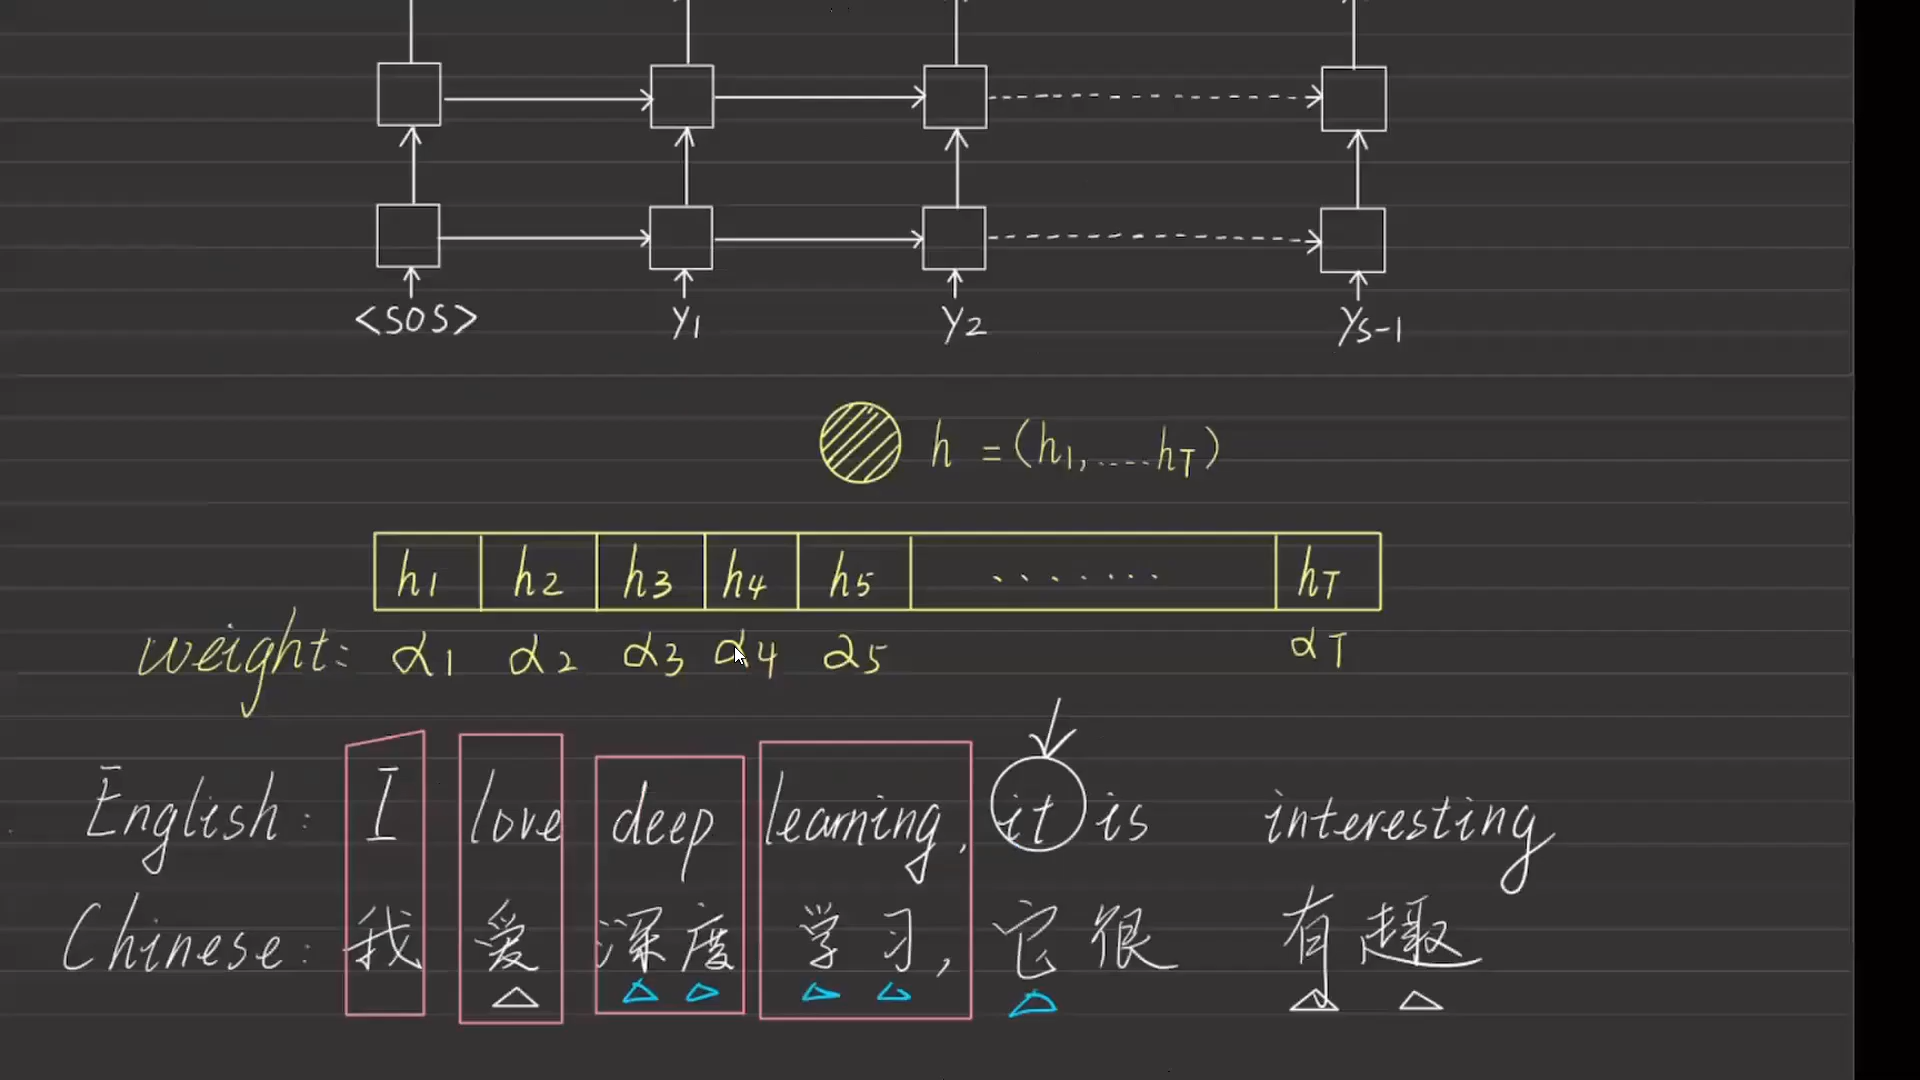 <SOS> y1 y2 ys-1
h = (h1, ..... hT)
h1 h2 h3 h4 h5 ....... hT
weight: α1 α2 α3 α4 α5 αT
English: I love deep learning, it is interesting
Chinese: 我 爱 深度 学习, 它很 有趣